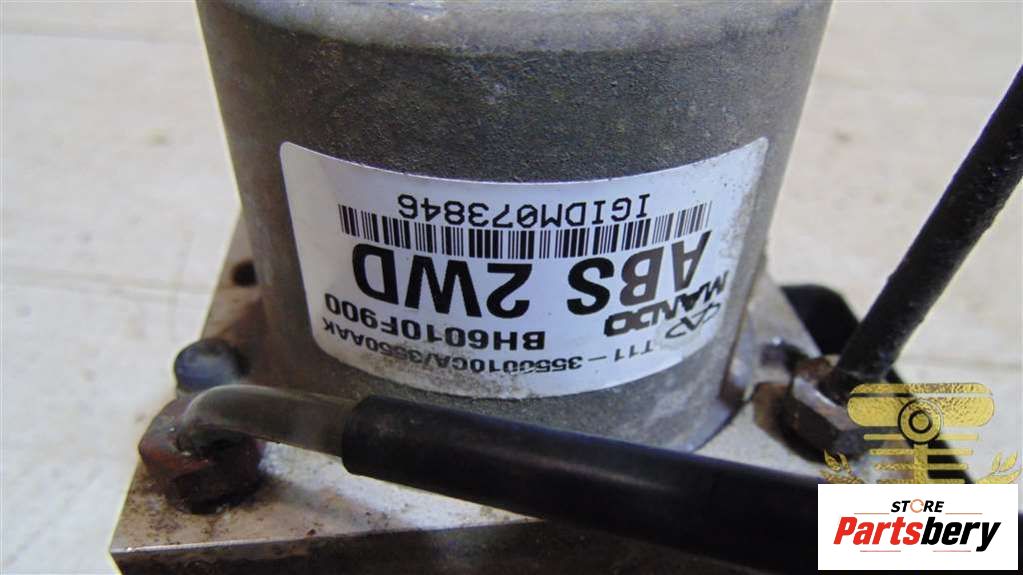 T11-3550010CA/3550AAK
MANDO
BH6010F900
ABS 2WD
IGIDM073846
STORE
Partsbery